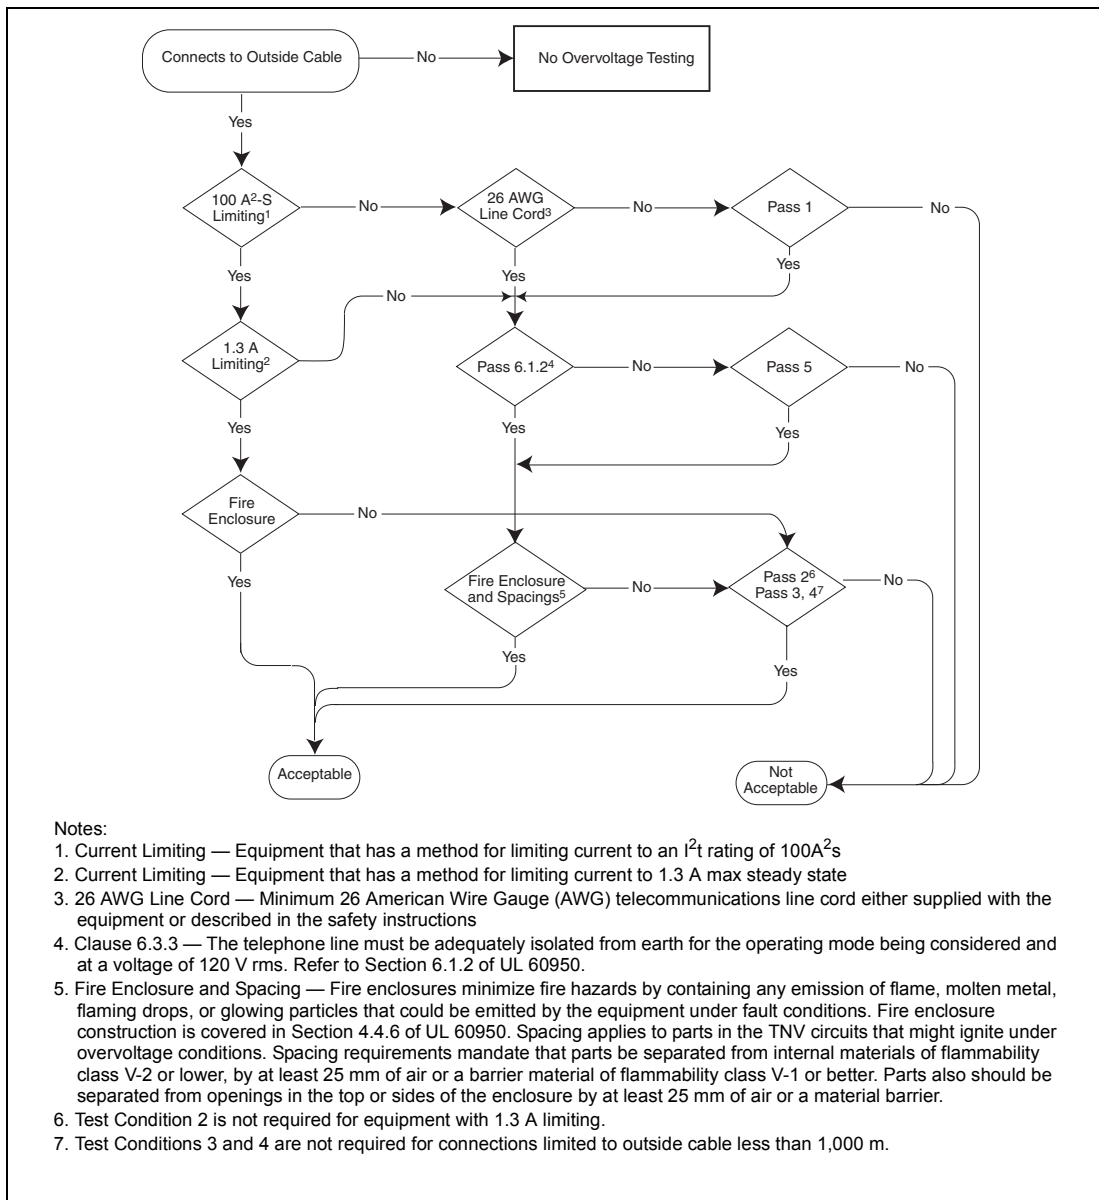 Connects to Outside Cable
No
No Overvoltage Testing
Yes
100 A²-S
Limiting¹
No
26 AWG
Line Cord³
No
Pass 1
No
Yes
Yes
Yes
No
1.3 A
Limiting²
Pass 6.1.2⁴
No
Pass 5
No
Yes
Yes
Yes
Fire
Enclosure
No
Yes
Fire Enclosure
and Spacings⁵
No
Pass 2⁶
Pass 3, 4⁷
No
Yes
Yes
Acceptable
Not
Acceptable
Notes:
1. Current Limiting — Equipment that has a method for limiting current to an I²t rating of 100A²s
2. Current Limiting — Equipment that has a method for limiting current to 1.3 A max steady state
3. 26 AWG Line Cord — Minimum 26 American Wire Gauge (AWG) telecommunications line cord either supplied with the
equipment or described in the safety instructions
4. Clause 6.3.3 — The telephone line must be adequately isolated from earth for the operating mode being considered and
at a voltage of 120 V rms. Refer to Section 6.1.2 of UL 60950.
5. Fire Enclosure and Spacing — Fire enclosures minimize fire hazards by containing any emission of flame, molten metal,
flaming drops, or glowing particles that could be emitted by the equipment under fault conditions. Fire enclosure
construction is covered in Section 4.4.6 of UL 60950. Spacing applies to parts in the TNV circuits that might ignite under
overvoltage conditions. Spacing requirements mandate that parts be separated from internal materials of flammability
class V-2 or lower, by at least 25 mm of air or a barrier material of flammability class V-1 or better. Parts also should be
separated from openings in the top or sides of the enclosure by at least 25 mm of air or a material barrier.
6. Test Condition 2 is not required for equipment with 1.3 A limiting.
7. Test Conditions 3 and 4 are not required for connections limited to outside cable less than 1,000 m.